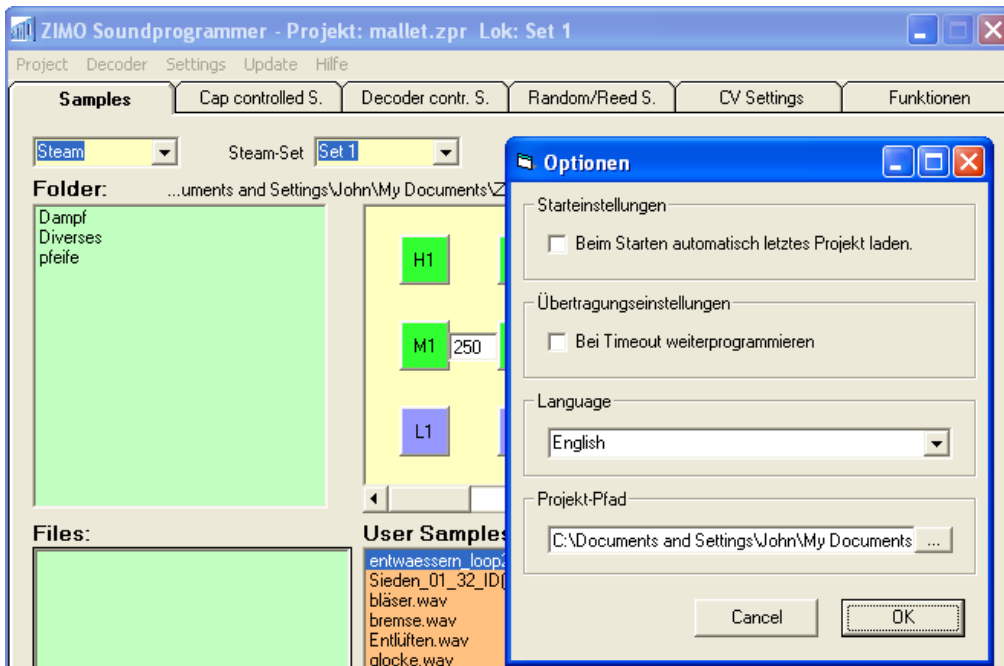 ZIMO Soundprogrammer - Projekt: mallet.zpr Lok: Set 1
Project Decoder Settings Update Hilfe
Samples Cap controlled S. Decoder contr. S. Random/Reed S. CV Settings Funktionen
Steam Steam-Set Set 1
Folder: ...uments and Settings\John\My Documents\Z
Dampf
Diverses
pfeife
H1
M1 250
L1
Files:
User Samples
entwaessern_loop2
Sieden_01_32_ID(
bläser.wav
bremse.wav
Entlüften.wav
glocke.wav
Optionen
Starteinstellungen
Beim Starten automatisch letztes Projekt laden.
Übertragungseinstellungen
Bei Timeout weiterprogrammieren
Language
English
Projekt-Pfad
C:\Documents and Settings\John\My Documents ...
Cancel OK